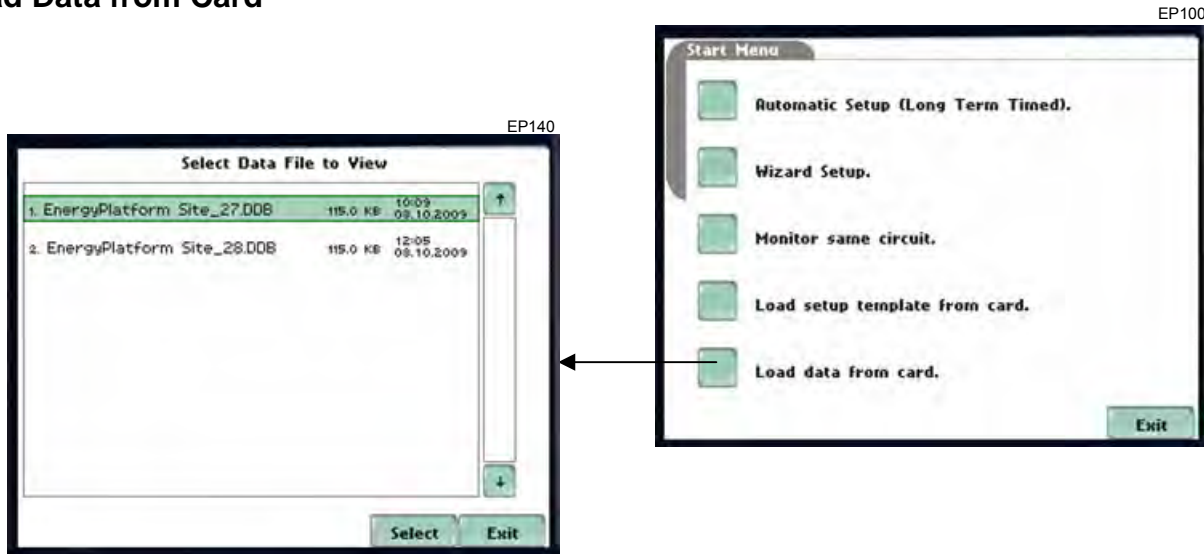 d Data from Card
EP100
Start Menu
Automatic Setup (Long Term Timed).
Wizard Setup.
Monitor same circuit.
Load setup template from card.
Load data from card.
Exit
EP140
Select Data File to View
1. EnergyPlatform Site_27.DDB 115.0 KB 10:09
08.10.2009
2. EnergyPlatform Site_28.DDB 115.0 KB 12:05
08.10.2009
Select Exit